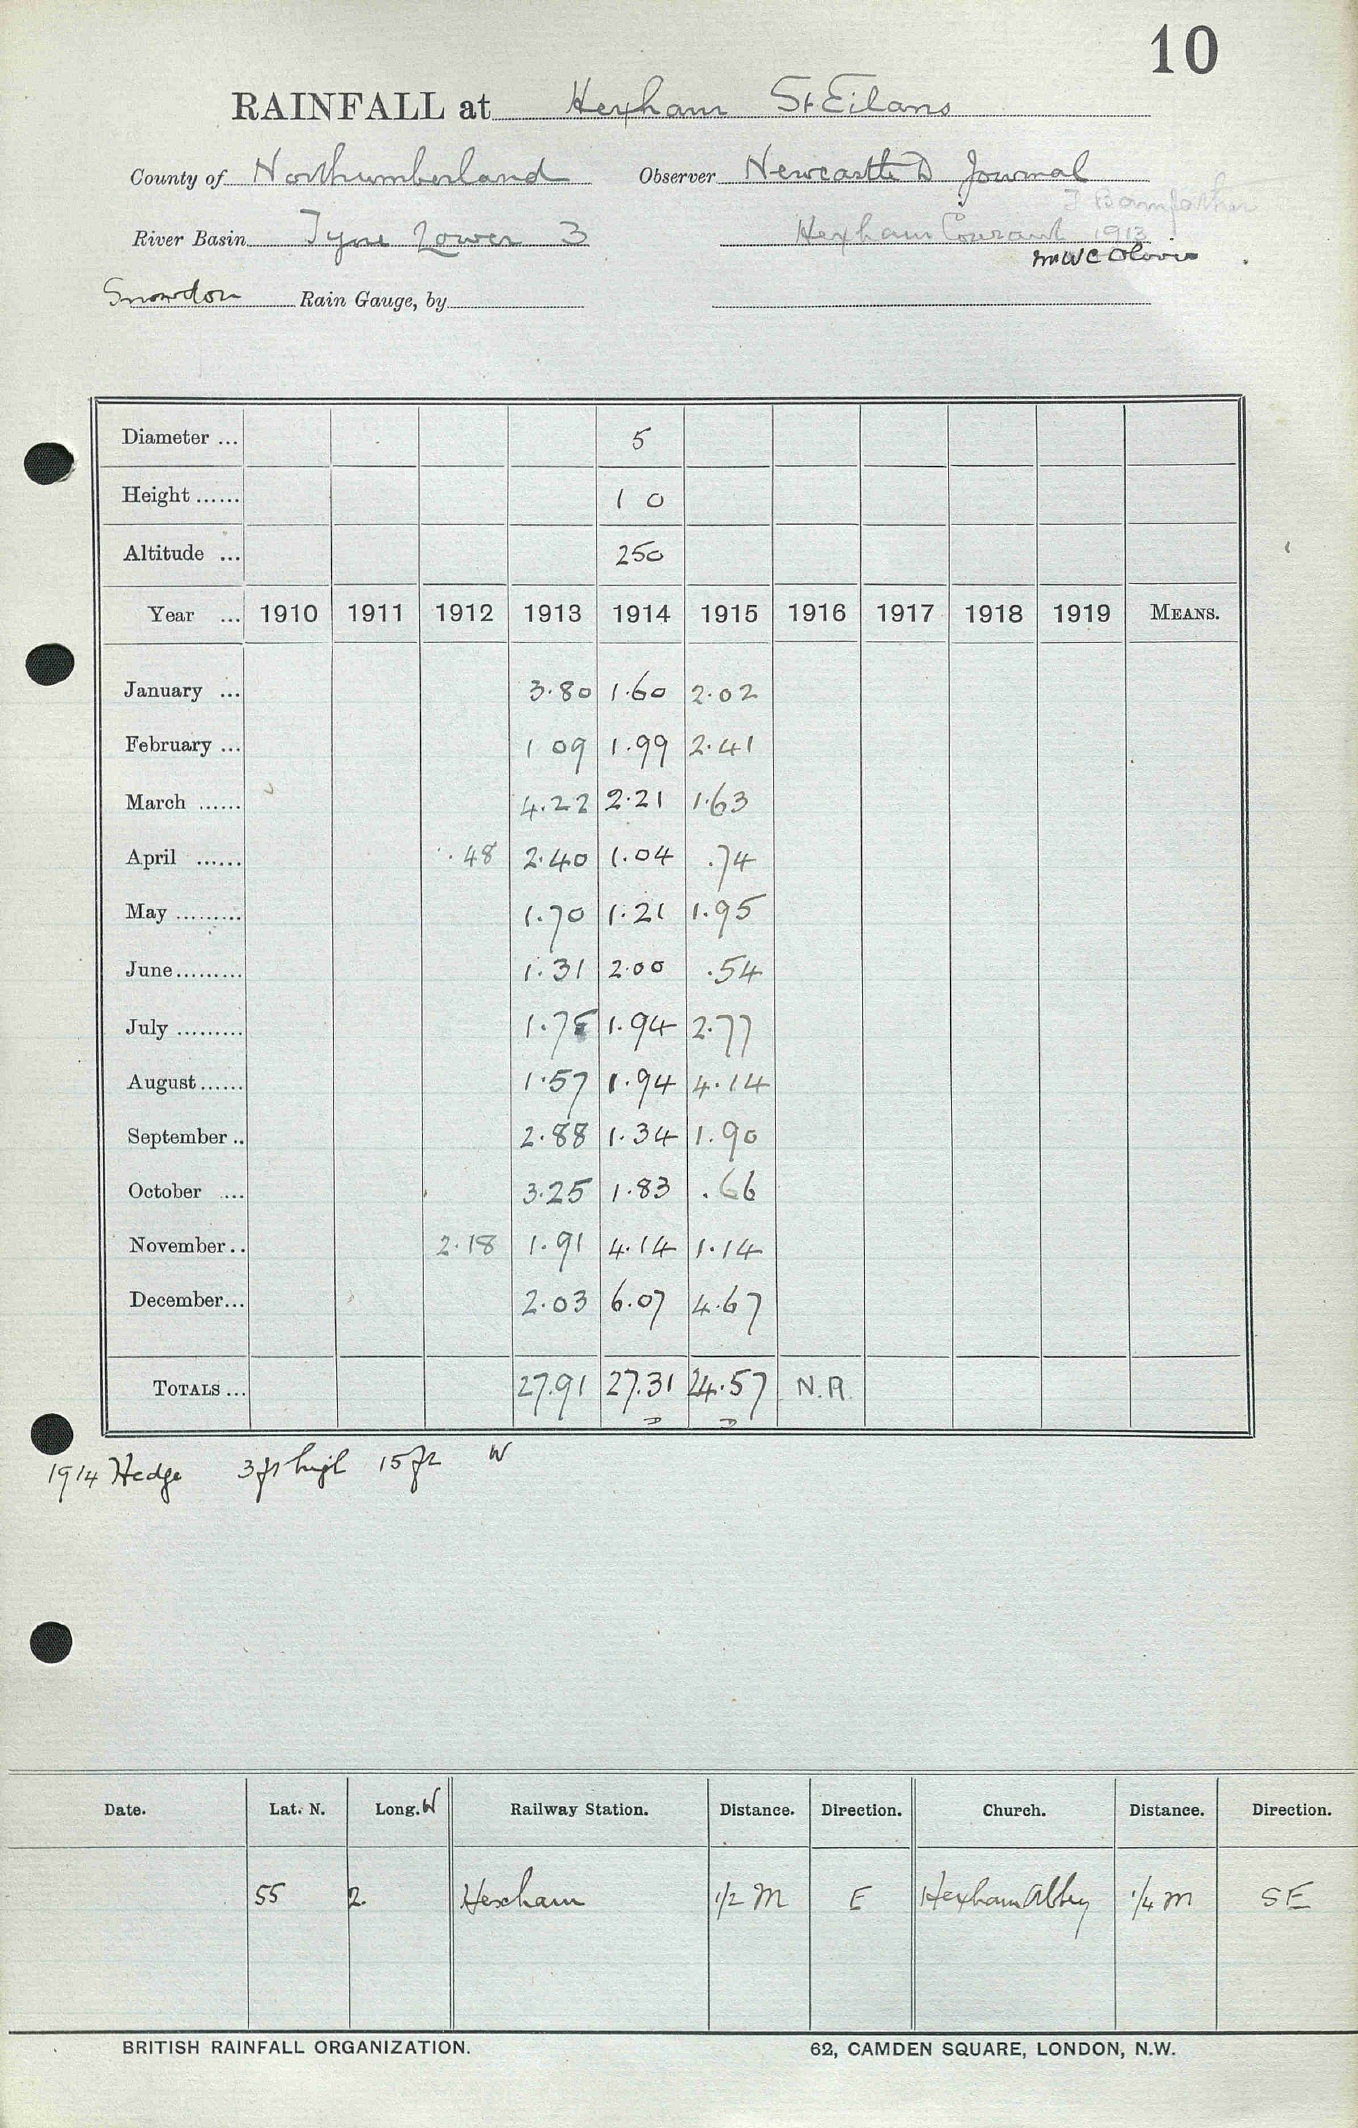 10
RAINFALL at Hexham St Eilans
County of Northumberland Observer Newcastle D Journal
J Bamfather
River Basin Tyne Lower 3 Hexham Courant 1913
Mr W C
Snowdon Rain Gauge, by
Diameter ... 5
Height ...... 1 0
Altitude ... 250
Year ... 1910 1911 1912 1913 1914 1915 1916 1917 1918 1919 MEANS.
January ... 3.80 1.60 2.02
February ... 1 09 1.99 2.41
March ...... 4.22 2.21 1.63
April ...... .48 2.40 1.04 .74
May ......... 1.70 1.21 1.95
June ......... 1.31 2.00 .54
July ......... 1.75 1.94 2.77
August ...... 1.57 1.94 4.14
September .. 2.88 1.34 1.90
October .... 3.25 1.83 .66
November .. 2.18 1.91 4.14 1.14
December ... 2.03 6.07 4.67
TOTALS ... 27.91 27.31 24.57 N.R.
1914 Hedge 3 ft high 15 ft W
Date. Lat. N. Long. W Railway Station. Distance. Direction. Church. Distance. Direction.
55 2. Hexham 1/2 M E Hexham Abbey 1/4 m SE
BRITISH RAINFALL ORGANIZATION. 62, CAMDEN SQUARE, LONDON, N.W.